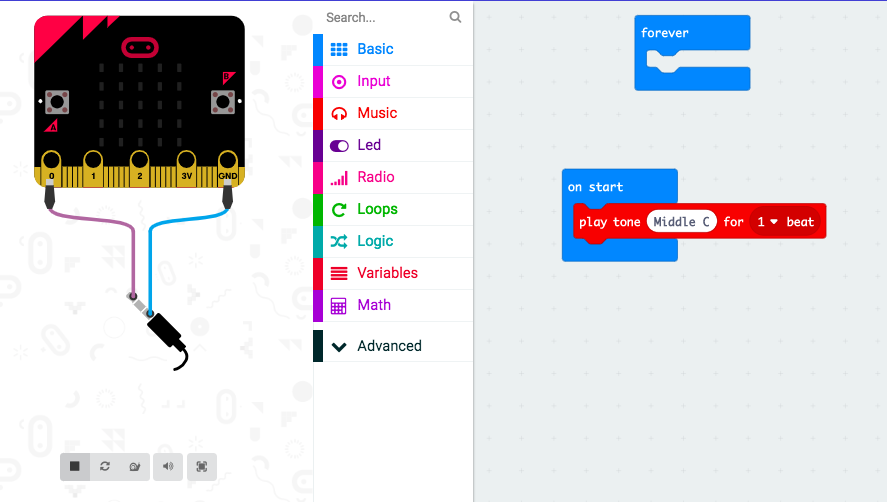 B
A
0 1 2 3V GND
Search...
Basic
Input
Music
Led
Radio
Loops
Logic
Variables
Math
Advanced
forever
on start
play tone Middle C for 1 beat